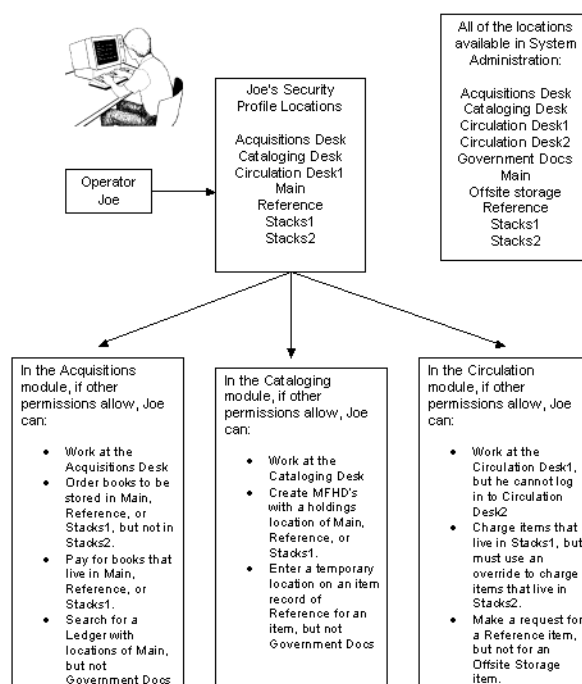 Joe's Security
Profile Locations
Acquisitions Desk
Cataloging Desk
Circulation Desk1
Main
Reference
Stacks1
Stacks2
All of the locations
available in System
Administration:
Acquisitions Desk
Cataloging Desk
Circulation Desk1
Circulation Desk2
Government Docs
Main
Offsite storage
Reference
Stacks1
Stacks2
Operator
Joe
In the Acquisitions
module, if other
permissions allow, Joe
can:
• Work at the
Acquisitions Desk
• Order books to be
stored in Main,
Reference, or
Stacks1, but not in
Stacks2.
• Pay for books that
live in Main,
Reference, or
Stacks1.
• Search for a
Ledger with
locations of Main,
but not
Government Docs
In the Cataloging
module, if other
permissions allow, Joe
can:
• Work at the
Cataloging Desk
• Create MFHD's
with a holdings
location of Main,
Reference, or
Stacks1.
• Enter a temporary
location on an item
record of
Reference for an
item, but not
Government Docs
In the Circulation
module, if other
permissions allow, Joe
can:
• Work at the
Circulation Desk1,
but he cannot log
in to Circulation
Desk2
• Charge items that
live in Stacks1, but
must use an
override to charge
items that live in
Stacks2.
• Make a request for
a Reference item,
but not for an
Offsite Storage
item.